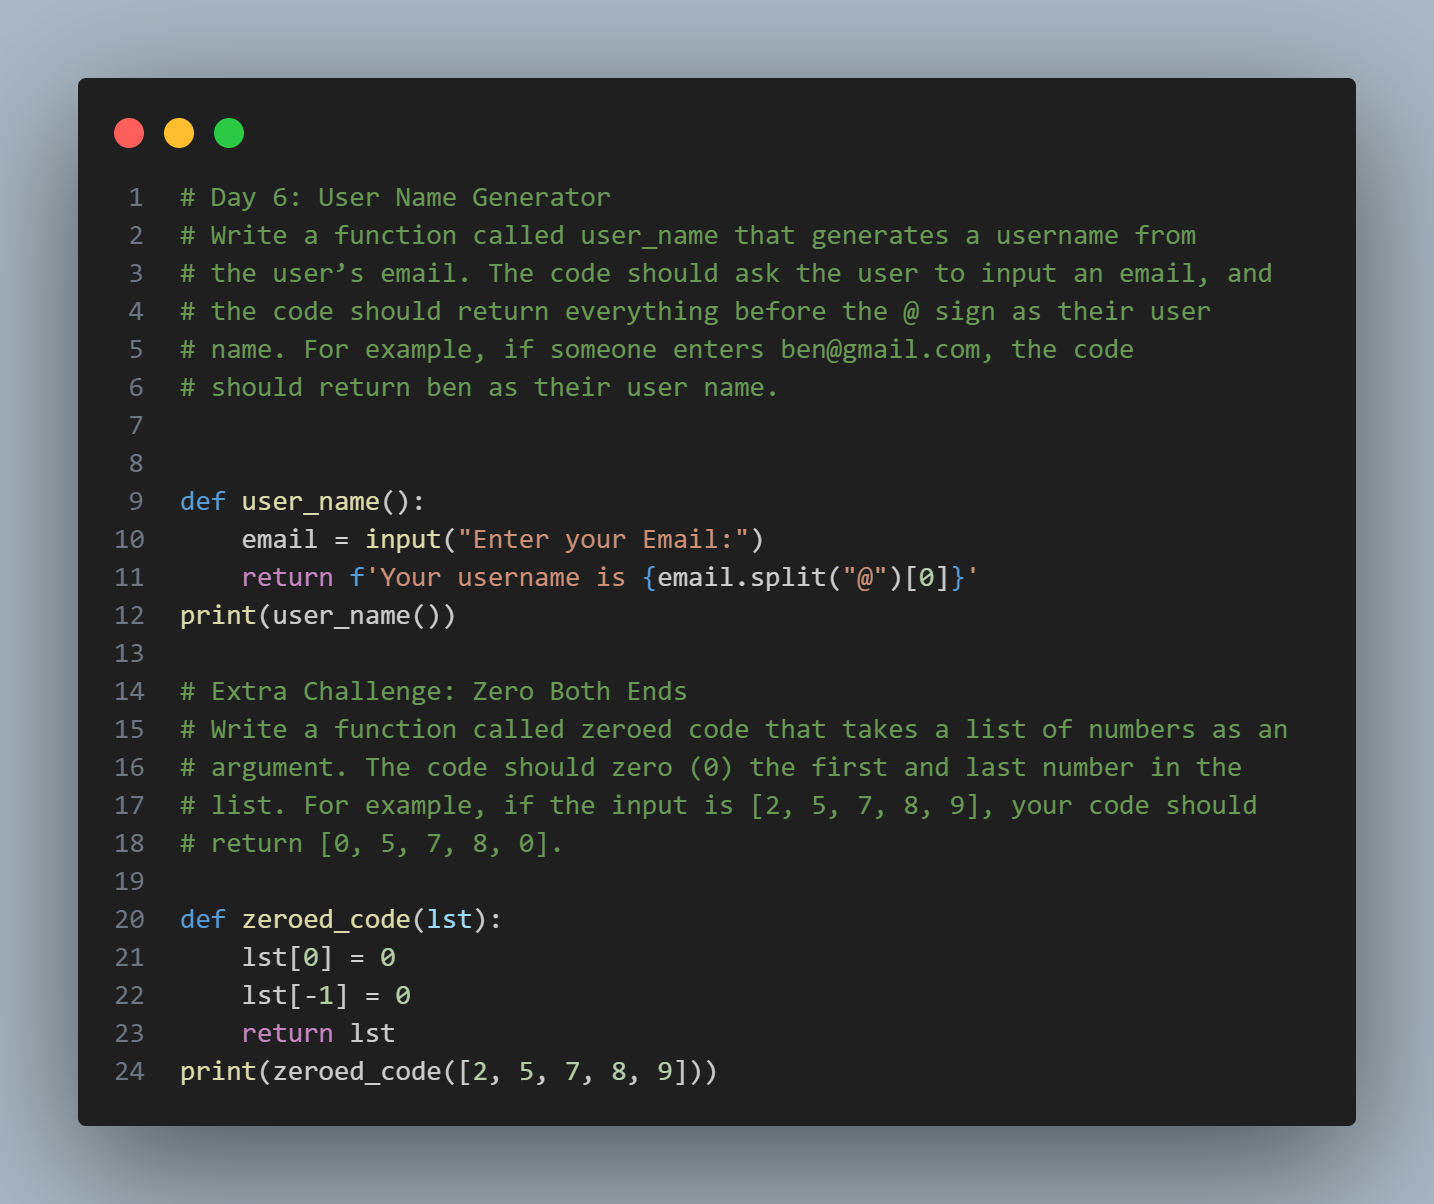 1 # Day 6: User Name Generator
2 # Write a function called user_name that generates a username from
3 # the user’s email. The code should ask the user to input an email, and
4 # the code should return everything before the @ sign as their user
5 # name. For example, if someone enters ben@gmail.com, the code
6 # should return ben as their user name.
7
8
9 def user_name():
10     email = input("Enter your Email:")
11     return f'Your username is {email.split("@")[0]}'
12 print(user_name())
13
14 # Extra Challenge: Zero Both Ends
15 # Write a function called zeroed code that takes a list of numbers as an
16 # argument. The code should zero (0) the first and last number in the
17 # list. For example, if the input is [2, 5, 7, 8, 9], your code should
18 # return [0, 5, 7, 8, 0].
19
20 def zeroed_code(lst):
21     lst[0] = 0
22     lst[-1] = 0
23     return lst
24 print(zeroed_code([2, 5, 7, 8, 9]))